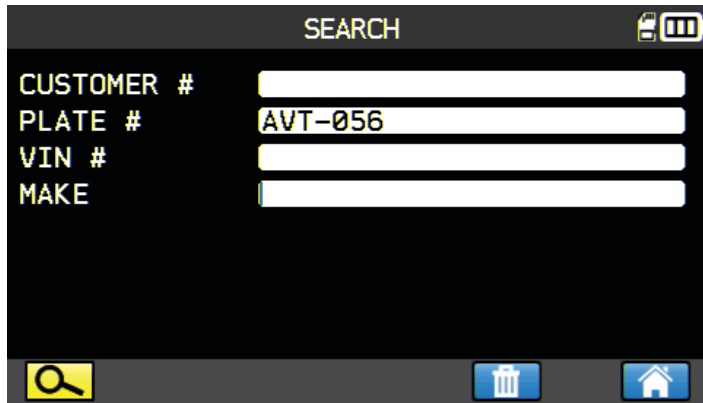 SEARCH
CUSTOMER #
PLATE # AVT-056
VIN #
MAKE